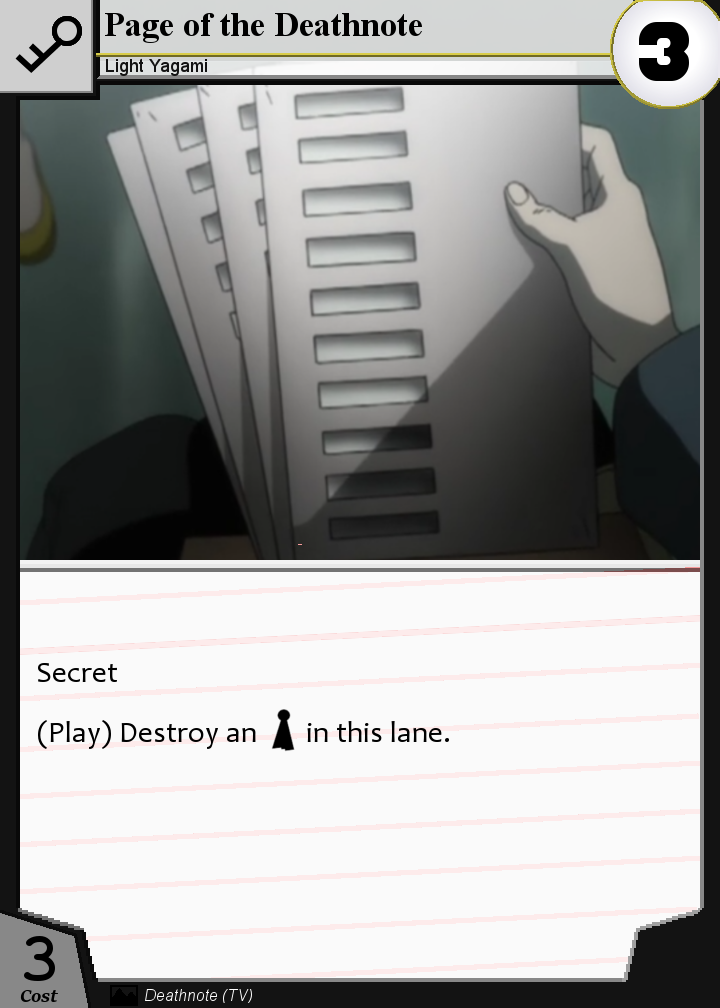 Page of the Deathnote
3
Light Yagami
Secret
(Play) Destroy an in this lane.
3
Cost
Deathnote (TV)